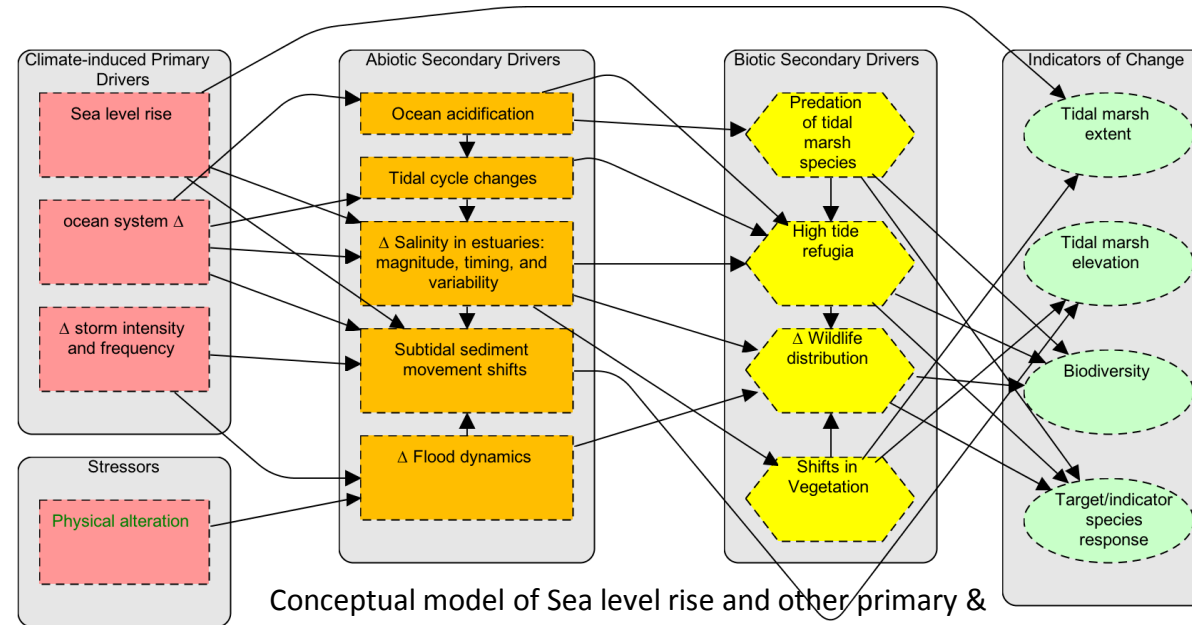 Climate-induced Primary
Drivers
Sea level rise
ocean system Δ
Δ storm intensity
and frequency
Stressors
Physical alteration
Abiotic Secondary Drivers
Ocean acidification
Tidal cycle changes
Δ Salinity in estuaries:
magnitude, timing, and
variability
Subtidal sediment
movement shifts
Δ Flood dynamics
Biotic Secondary Drivers
Predation
of tidal
marsh
species
High tide
refugia
Δ Wildlife
distribution
Shifts in
Vegetation
Indicators of Change
Tidal marsh
extent
Tidal marsh
elevation
Biodiversity
Target/indicator
species
response
Conceptual model of Sea level rise and other primary &